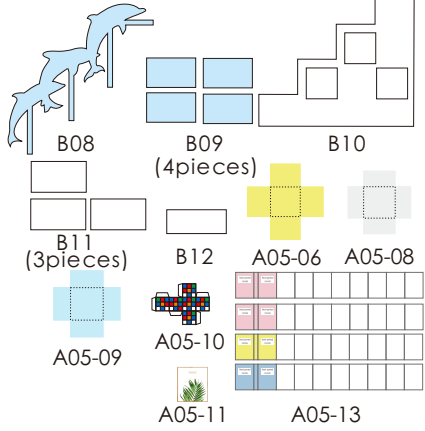 B08
B09
(4pieces)
B10
B11
(3pieces)
B12
A05-06
A05-08
A05-09
A05-10
A05-11
A05-13